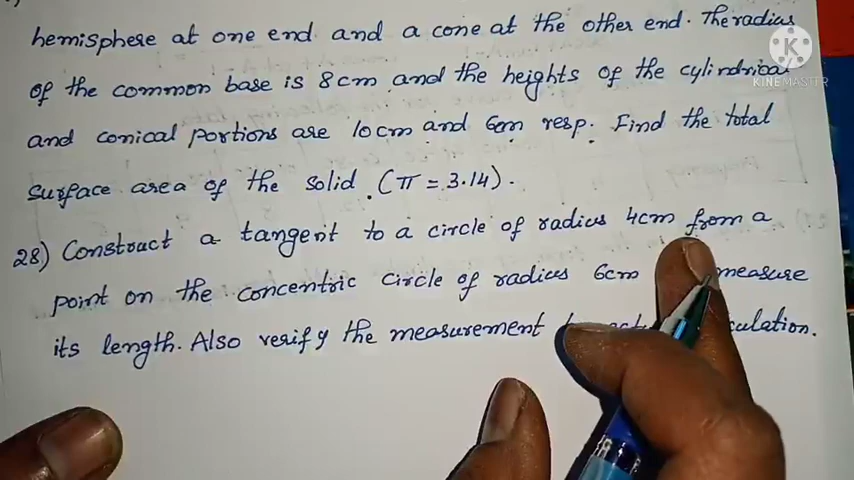 hemisphere at one end and a cone at the other end. The radius
of the common base is 8cm and the heights of the cylindrical
and conical portions are 10cm and 6cm resp. Find the total
surface area of the solid. (π = 3.14).
28) Construct a tangent to a circle of radius 4cm from a
point on the concentric circle of radius 6cm measure
its length. Also verify the measurement
K
KINEMASTER